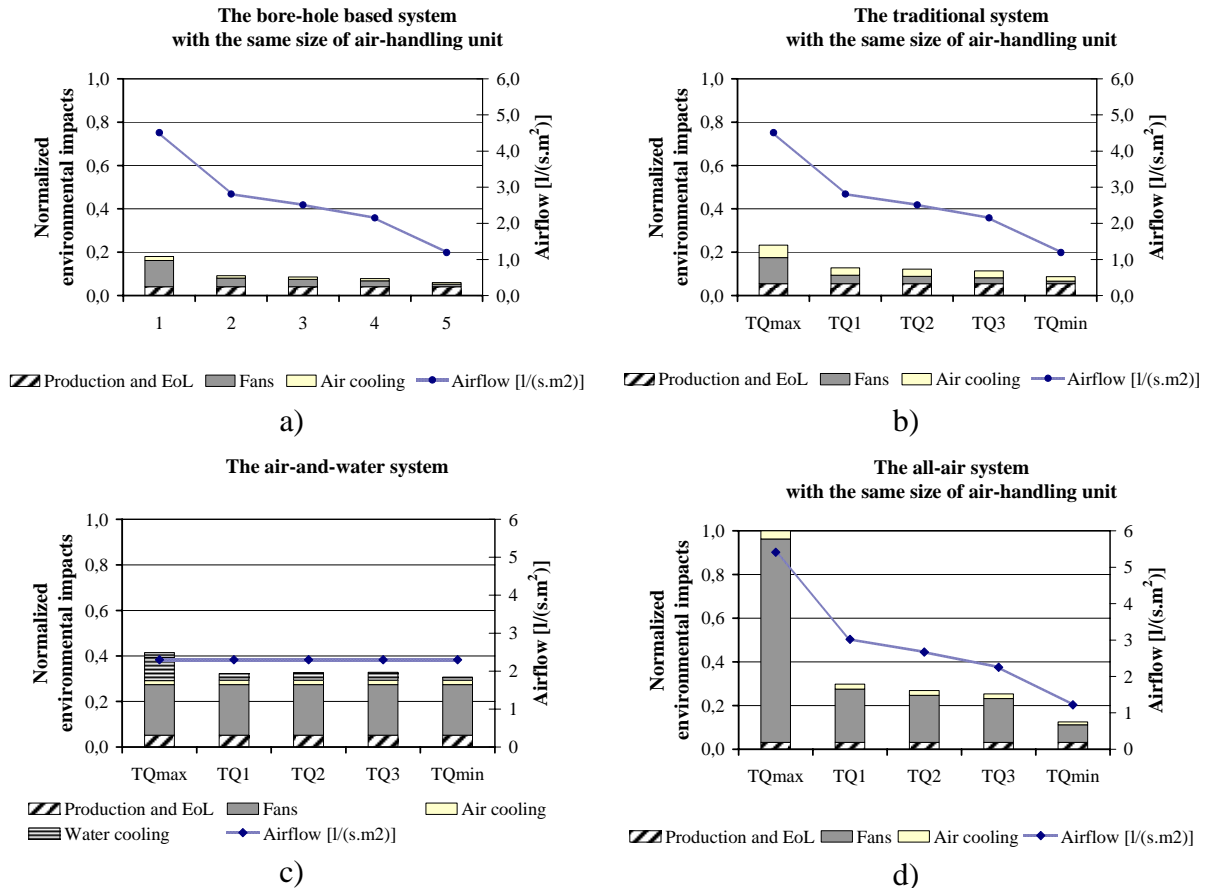 The bore-hole based system
with the same size of air-handling unit
Normalized
environmental impacts
1,0
0,8
0,6
0,4
0,2
0,0
6,0
5,0
4,0
3,0
2,0
1,0
0,0
Airflow [l/(s.m²)]
1 2 3 4 5
Production and EoL Fans Air cooling Airflow [l/(s.m2)]
a)
The traditional system
with the same size of air-handling unit
Normalized
environmental impacts
1,0
0,8
0,6
0,4
0,2
0,0
6,0
5,0
4,0
3,0
2,0
1,0
0,0
Airflow [l/(s.m²)]
TQmax TQ1 TQ2 TQ3 TQmin
Production and EoL Fans Air cooling Airflow [l/(s.m2)]
b)
The air-and-water system
Normalized
environmental impacts
1,0
0,8
0,6
0,4
0,2
0,0
6
5
4
3
2
1
0
Airflow [l/(s.m²)]
TQmax TQ1 TQ2 TQ3 TQmin
Production and EoL Fans Air cooling
Water cooling Airflow [l/(s.m2)]
c)
The all-air system
with the same size of air-handling unit
Normalized
environmental impacts
1,0
0,8
0,6
0,4
0,2
0,0
6
5
4
3
2
1
0
Airflow [l/(s.m²)]
TQmax TQ1 TQ2 TQ3 TQmin
Production and EoL Fans Air cooling Airflow [l/(s.m2)]
d)